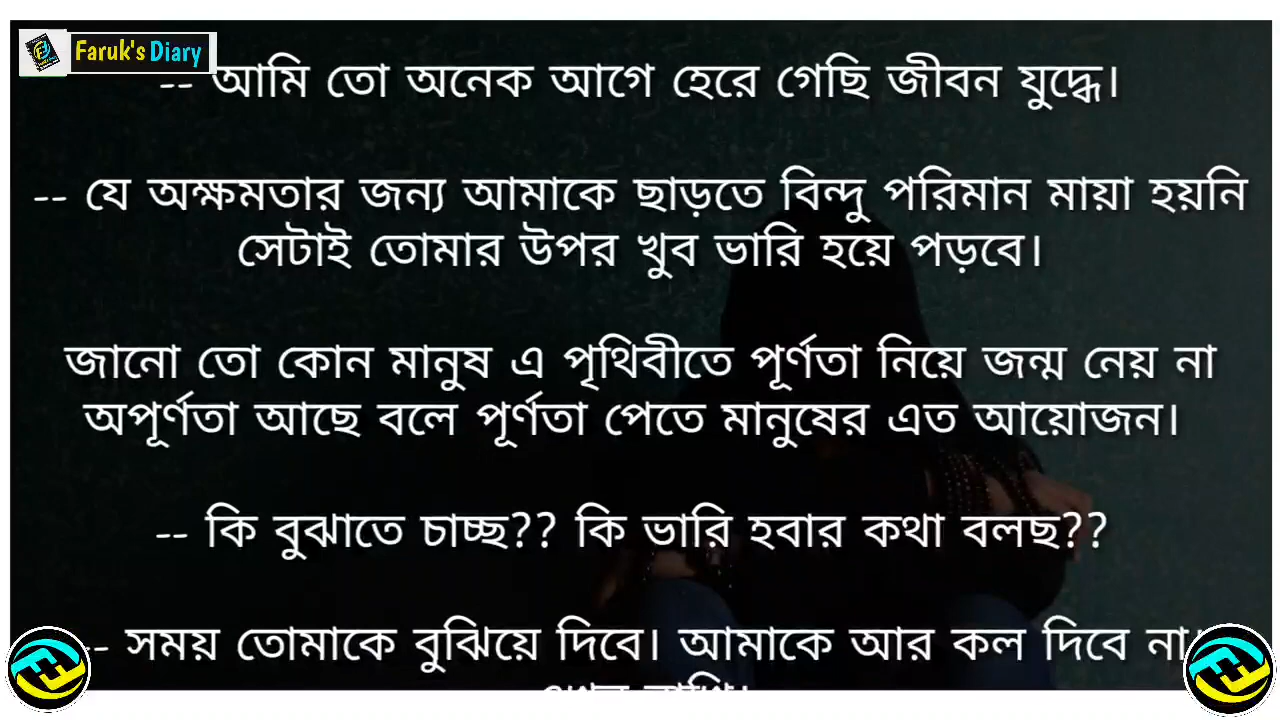 Faruk's Diary
-- আমি তো অনেক আগে হেরে গেছি জীবন যুদ্ধে।
-- যে অক্ষমতার জন্য আমাকে ছাড়তে বিন্দু পরিমান মায়া হয়নি
সেটাই তোমার উপর খুব ভারি হয়ে পড়বে।
জানো তো কোন মানুষ এ পৃথিবীতে পূর্ণতা নিয়ে জন্ম নেয় না
অপূর্ণতা আছে বলে পূর্ণতা পেতে মানুষের এত আয়োজন।
-- কি বুঝাতে চাচ্ছ?? কি ভারি হবার কথা বলছ??
-- সময় তোমাকে বুঝিয়ে দিবে। আমাকে আর কল দিবে না।